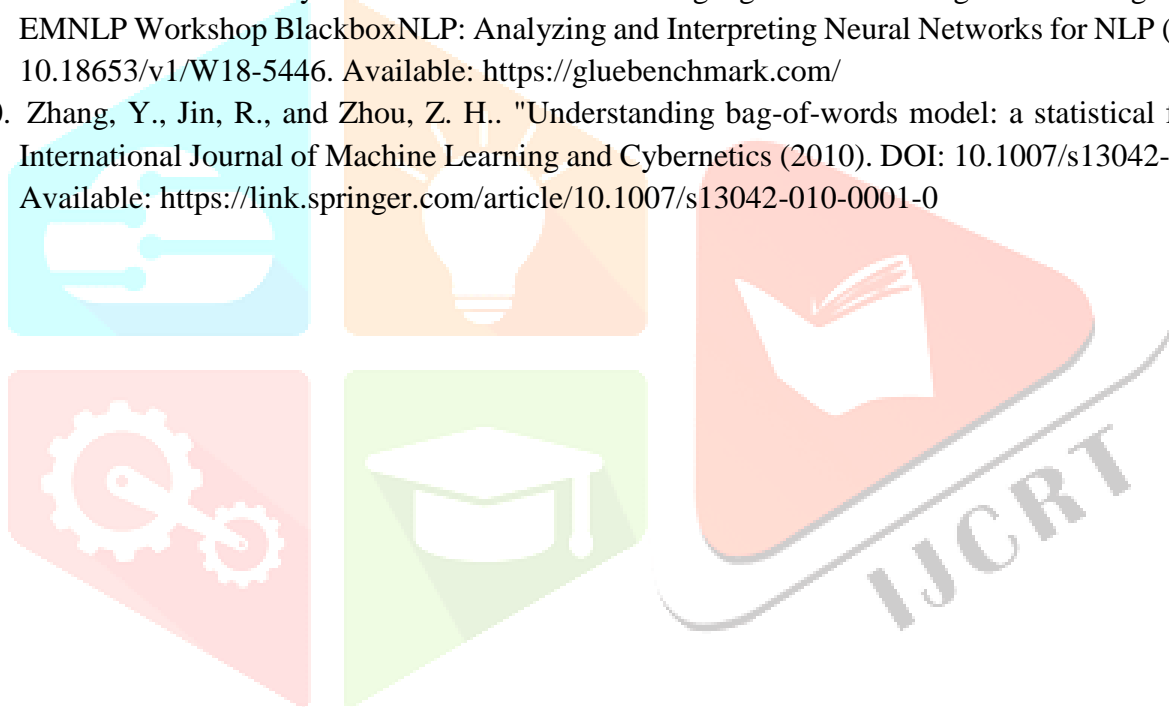 EMNLP Workshop BlackboxNLP: Analyzing and Interpreting Neural Networks for NLP (
10.18653/v1/W18-5446. Available: https://gluebenchmark.com/
. Zhang, Y., Jin, R., and Zhou, Z. H.. "Understanding bag-of-words model: a statistical
International Journal of Machine Learning and Cybernetics (2010). DOI: 10.1007/s13042-
Available: https://link.springer.com/article/10.1007/s13042-010-0001-0
IJCRT